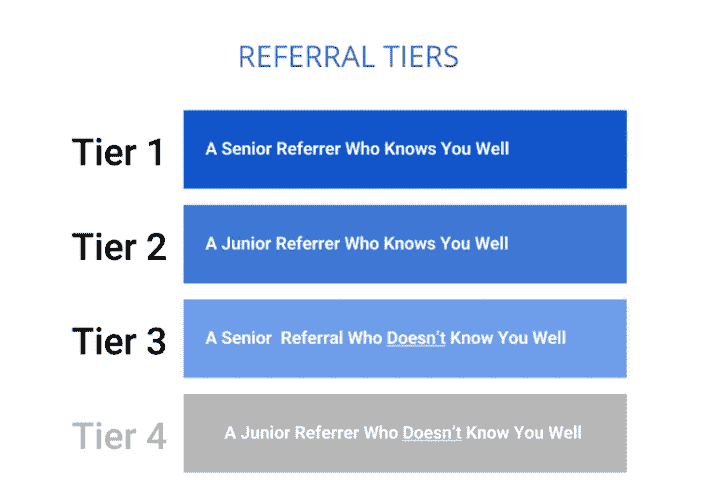 REFERRAL TIERS
Tier 1
A Senior Referrer Who Knows You Well
Tier 2
A Junior Referrer Who Knows You Well
Tier 3
A Senior Referral Who Doesn't Know You Well
Tier 4
A Junior Referrer Who Doesn't Know You Well